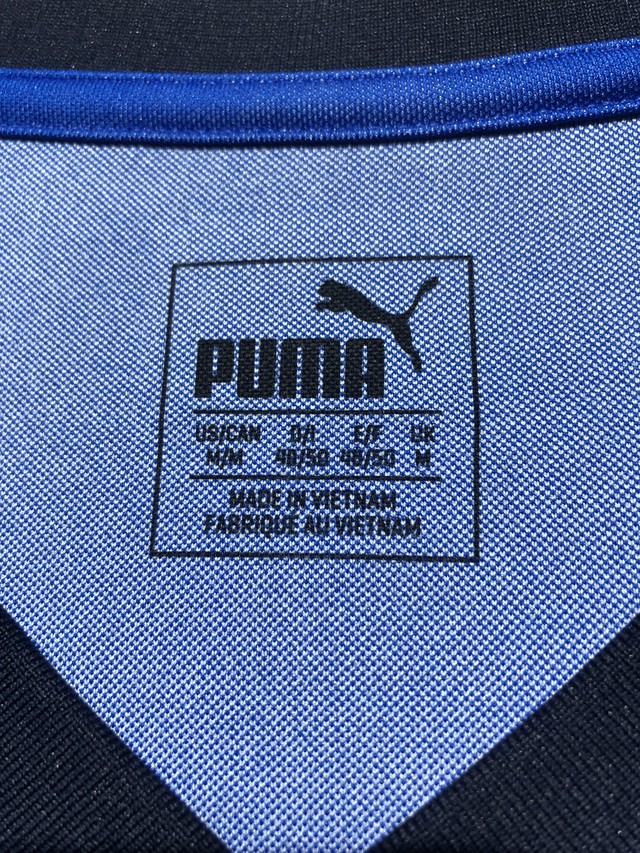 PUMA
US/CAN D/I E/F UK
M/M 48/50 48/50 M
MADE IN VIETNAM
FABRIQUÉ AU VIETNAM